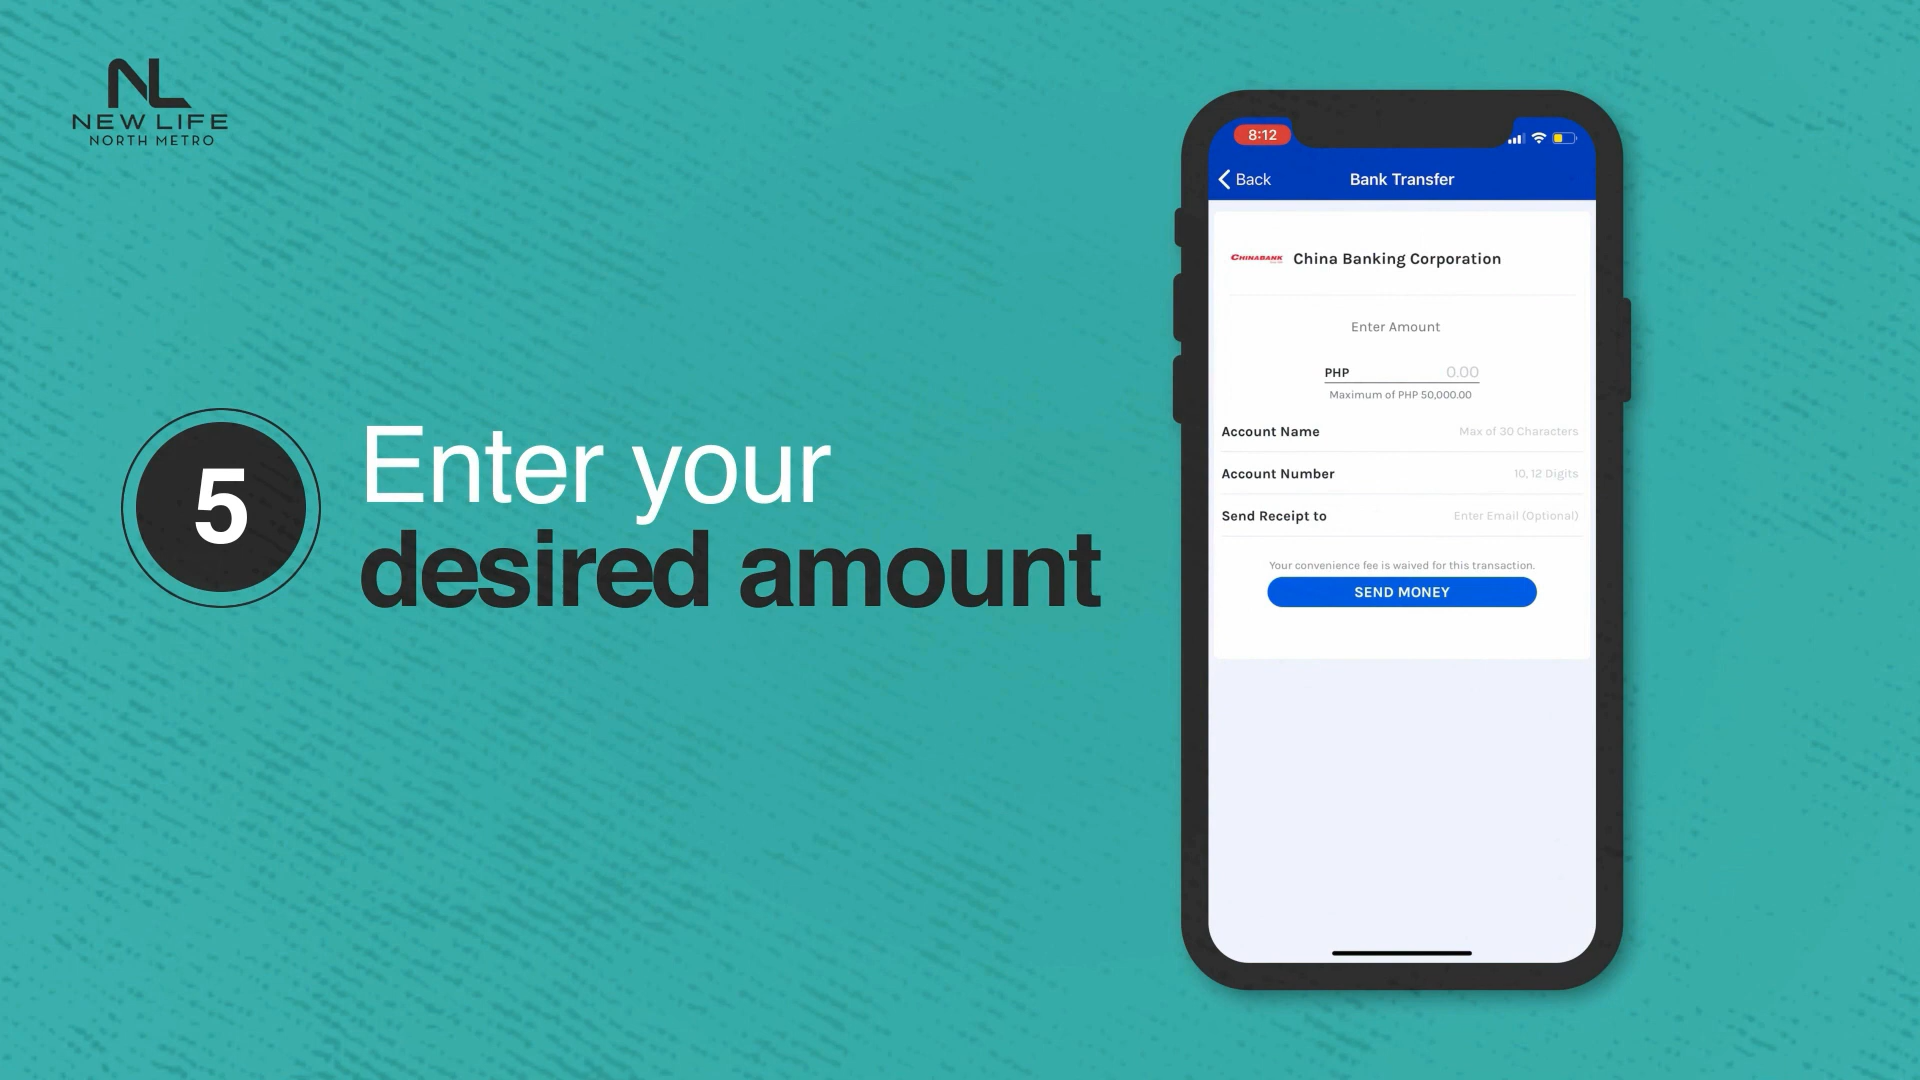 NL
NEW LIFE
NORTH METRO
5
Enter your
desired amount
8:12
Back
Bank Transfer
CHINABANK
China Banking Corporation
Enter Amount
PHP 0.00
Maximum of PHP 50,000.00
Account Name Max of 30 Characters
Account Number 10, 12 Digits
Send Receipt to Enter Email (Optional)
Your convenience fee is waived for this transaction.
SEND MONEY